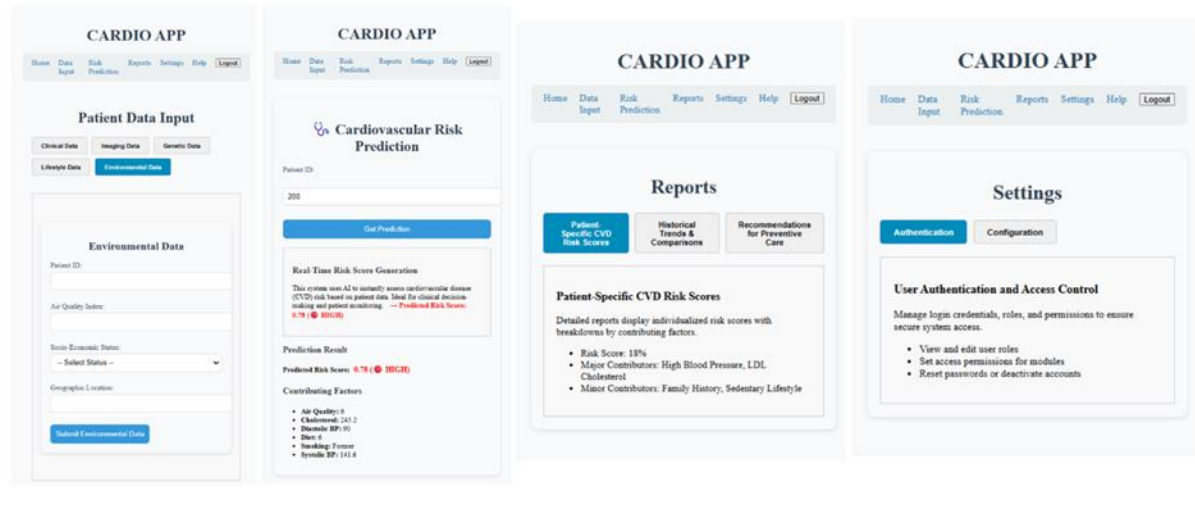 CARDIO APP
Home Data Input Risk Prediction Reports Settings Help Logout
Patient Data Input
Clinical Data Imaging Data Genetic Data
Lifestyle Data Environmental Data
Environmental Data
Patient ID:
Air Quality Index:
Socio-Economic Status:
-- Select Status --
Geographic Location:
Submit Environmental Data
CARDIO APP
Home Data Input Risk Prediction Reports Settings Help Logout
Cardiovascular Risk
Prediction
Patient ID:
200
Get Prediction
Real-Time Risk Score Generation
This system uses AI to instantly assess cardiovascular disease
(CVD) risk based on patient data. Ideal for clinical decision-
making and patient monitoring. → Predicted Risk Score:
0.78 (🔴 HIGH)
Prediction Result
Predicted Risk Score: 0.78 (🔴 HIGH)
Contributing Factors
• Air Quality: 6
• Cholesterol: 245.2
• Diastolic BP: 90
• Diet: 6
• Smoking: Former
• Systolic BP: 141.6
CARDIO APP
Home Data Input Risk Prediction Reports Settings Help Logout
Reports
Patient-Specific CVD Risk Scores
Historical Trends & Comparisons
Recommendations for Preventive Care
Patient-Specific CVD Risk Scores
Detailed reports display individualized risk scores with
breakdowns by contributing factors.
• Risk Score: 18%
• Major Contributors: High Blood Pressure, LDL
Cholesterol
• Minor Contributors: Family History, Sedentary Lifestyle
CARDIO APP
Home Data Input Risk Prediction Reports Settings Help Logout
Settings
Authentication Configuration
User Authentication and Access Control
Manage login credentials, roles, and permissions to ensure
secure system access.
• View and edit user roles
• Set access permissions for modules
• Reset passwords or deactivate accounts